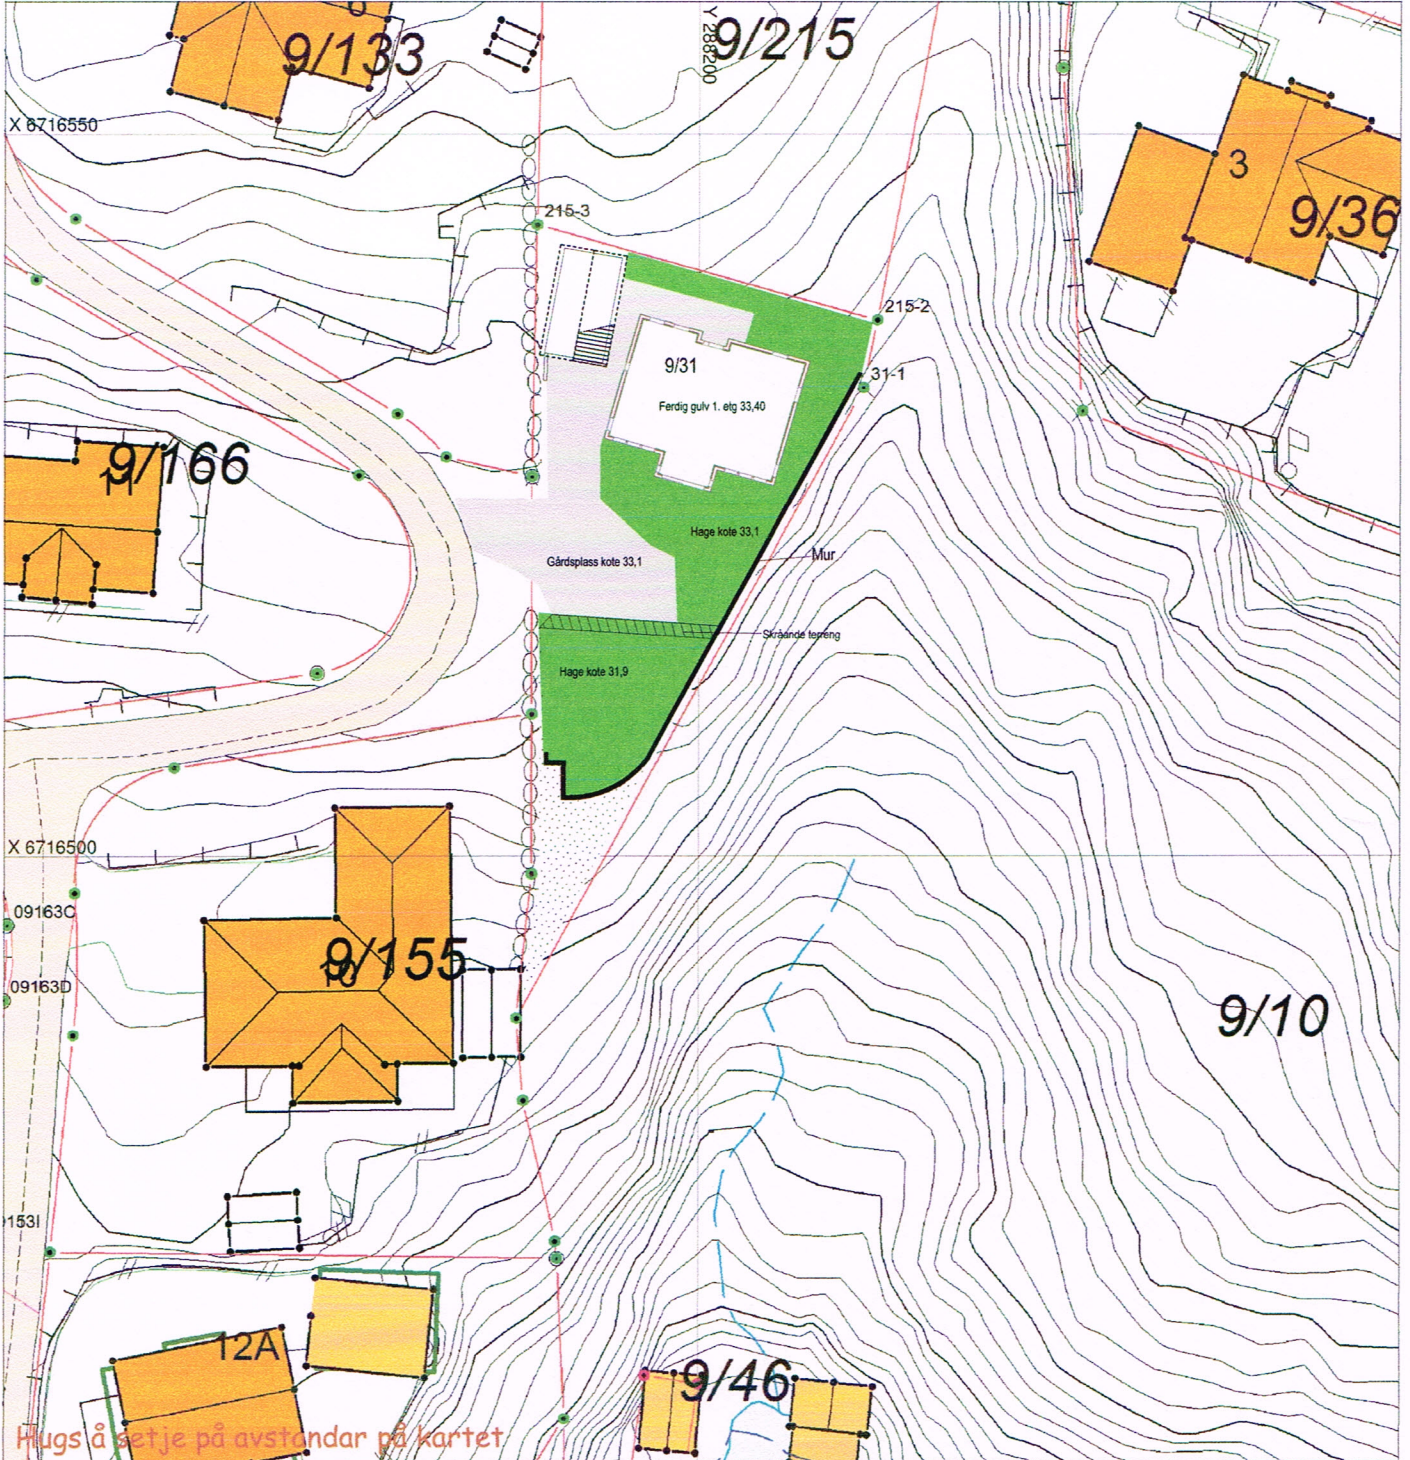 6
9/133
Y 288200
9/215
X 6716550
3
9/36
215-3
215-2
9/31
31-1
Ferdig gulv 1. etg 33,40
9/166
11
Hage kote 33,1
Mur
Gårdsplass kote 33,1
Skråande terreng
Hage kote 31,9
X 6716500
09163C
9/155
10
09163D
9/10
153I
12A
9/46
Hugs å setje på avstandar på kartet